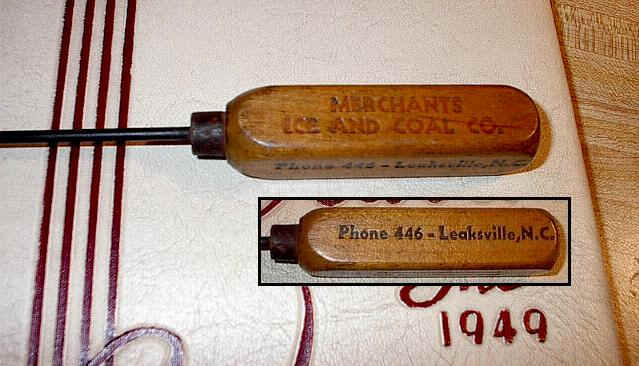 MERCHANTS
ICE AND COAL CO.
Phone 446 - Leaksville, N.C.
Phone 446 - Leaksville, N.C.
1949